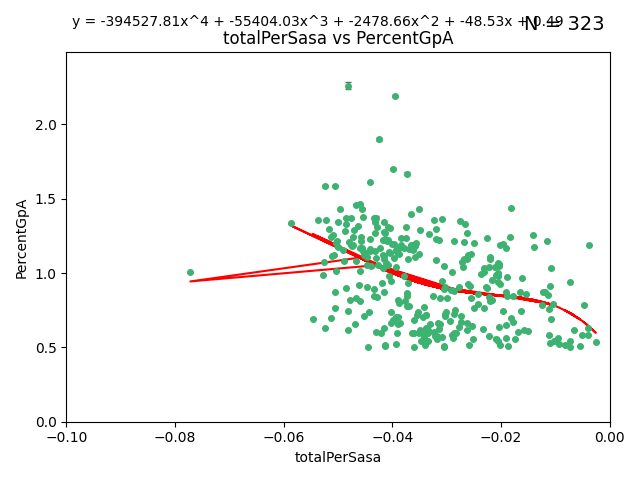 y = -394527.81x^4 + -55404.03x^3 + -2478.66x^2 + -48.53x + 0.49
N = 323
totalPerSasa vs PercentGpA
PercentGpA
2.0
1.5
1.0
0.5
0.0
−0.10 −0.08 −0.06 −0.04 −0.02 0.00
totalPerSasa